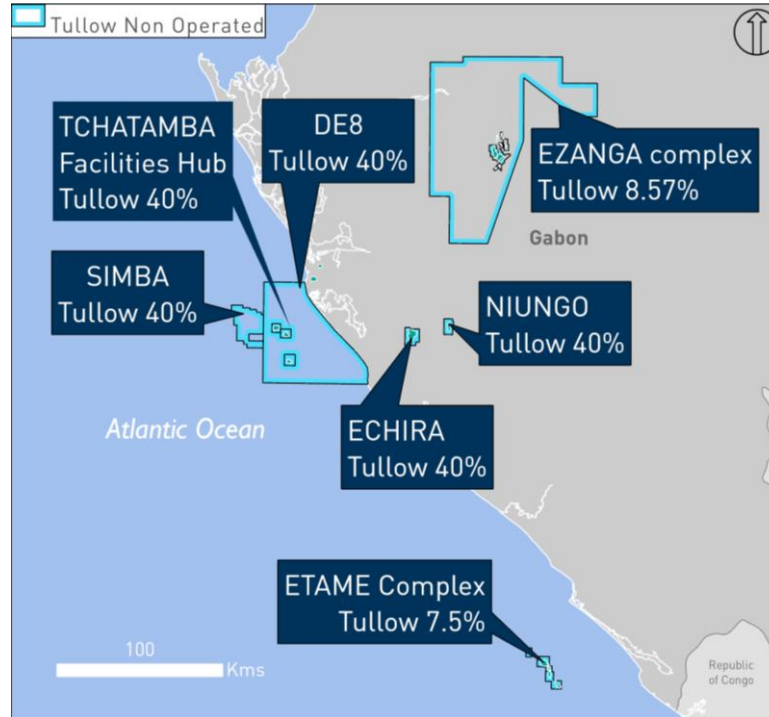 Tullow Non Operated
TCHATAMBA
Facilities Hub
Tullow 40%
DE8
Tullow 40%
EZANGA complex
Tullow 8.57%
Gabon
SIMBA
Tullow 40%
NIUNGO
Tullow 40%
Atlantic Ocean
ECHIRA
Tullow 40%
ETAME Complex
Tullow 7.5%
100
Kms
Republic
of Congo